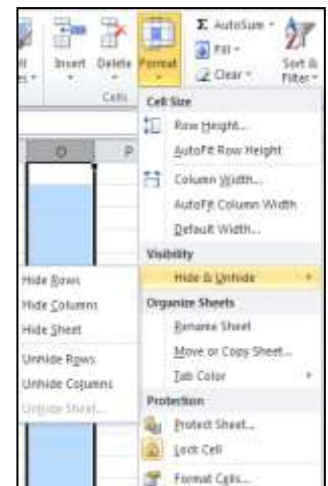 Insert Delete Format
Σ AutoSum
Fill
Clear
Sort &
Filter
Cells
Cell Size
Row Height...
AutoFit Row Height
Column Width...
AutoFit Column Width
Default Width...
Visibility
Hide & Unhide
Organize Sheets
Rename Sheet
Move or Copy Sheet...
Tab Color
Protection
Protect Sheet...
Lock Cell
Format Cells...
O P
Hide Rows
Hide Columns
Hide Sheet
Unhide Rows
Unhide Columns
Unhide Sheet...